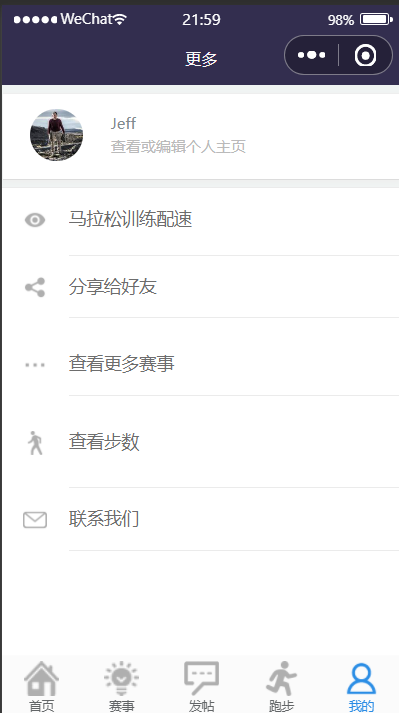 WeChat 21:59 98%
更多
Jeff
查看或编辑个人主页
马拉松训练配速
分享给好友
查看更多赛事
查看步数
联系我们
首页 赛事 发帖 跑步 我的